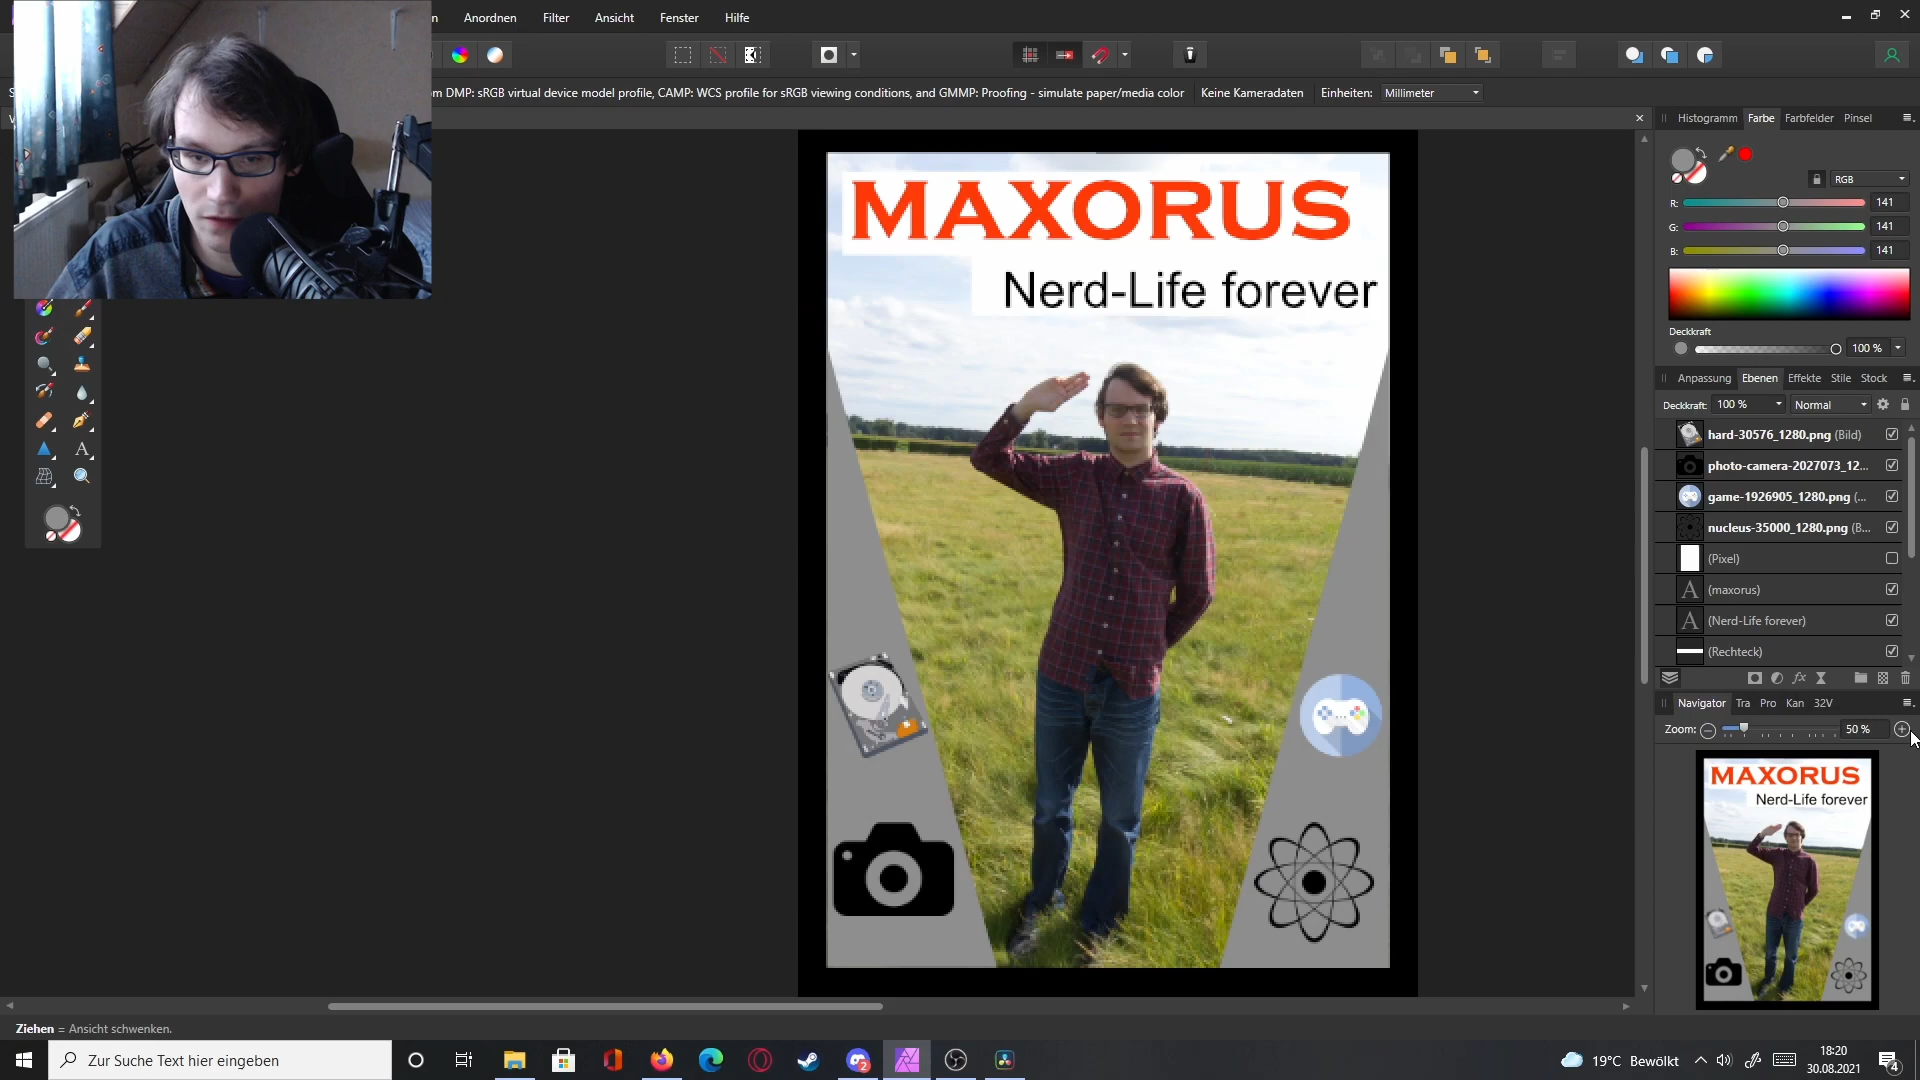 n Anordnen Filter Ansicht Fenster Hilfe
om DMP: sRGB virtual device model profile, CAMP: WCS profile for sRGB viewing conditions, and GMMP: Proofing - simulate paper/media color Keine Kameradaten Einheiten: Millimeter
Histogramm Farbe Farbfelder Pinsel
RGB
R: 141
G: 141
B: 141
Deckkraft
100 %
Anpassung Ebenen Effekte Stile Stock
Deckkraft: 100 % Normal
hard-30576_1280.png (Bild)
photo-camera-2027073_12...
game-1926905_1280.png (...
nucleus-35000_1280.png (B...
(Pixel)
A (maxorus)
A (Nerd-Life forever)
(Rechteck)
fx
Navigator Tra Pro Kan 32V
Zoom: 50 %
MAXORUS
Nerd-Life forever
MAXORUS
Nerd-Life forever
A
Ziehen = Ansicht schwenken.
Zur Suche Text hier eingeben
2
19°C Bewölkt
18:20
30.08.2021
4